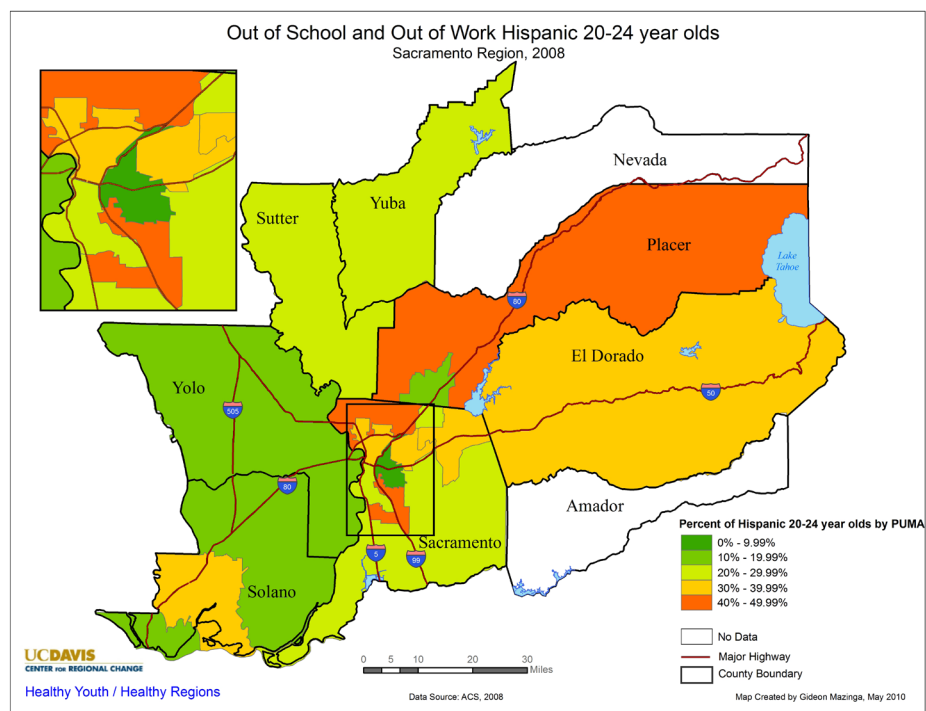 Out of School and Out of Work Hispanic 20-24 year olds
Sacramento Region, 2008
Nevada
Yuba
Sutter
Placer
Lake
Tahoe
80
El Dorado
Yolo
50
505
80
Amador
Sacramento
5
99
Solano
Percent of Hispanic 20-24 year olds by PUMA
0% - 9.99%
10% - 19.99%
20% - 29.99%
30% - 39.99%
40% - 49.99%
No Data
Major Highway
County Boundary
UCDAVIS
CENTER FOR REGIONAL CHANGE
0 5 10 20 30
Miles
Healthy Youth / Healthy Regions
Data Source: ACS, 2008
Map Created by Gideon Mazinga, May 2010